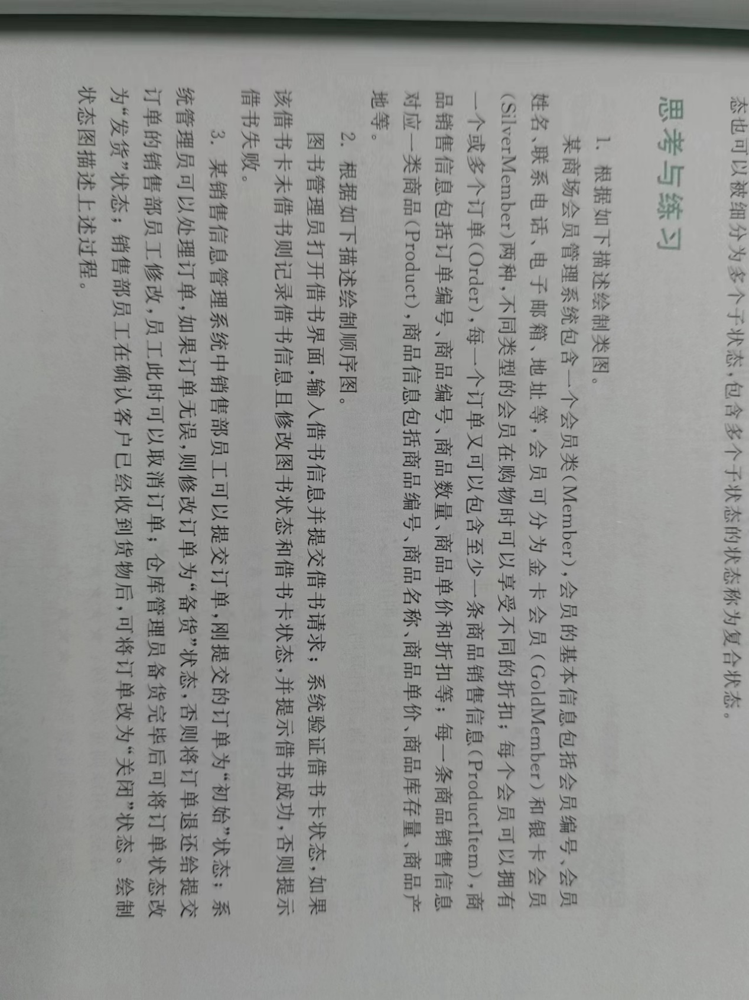 态也可以被细分为多个子状态，包含多个子状态的状态称为复合状态。
思考与练习
1. 根据如下描述绘制类图。
某商场会员管理系统包含一个会员类(Member)，会员的基本信息包括会员编号、会员
姓名、联系电话、电子邮箱、地址等，会员可分为金卡会员(GoldMember)和银卡会员
(SilverMember)两种，不同类型的会员在购物时可以享受不同的折扣；每个会员可以拥有
一个或多个订单(Order)，每一个订单又可以包含至少一条商品销售信息(ProductItem)，商
品销售信息包括订单编号、商品编号、商品数量、商品单价和折扣等；每一条商品销售信息
对应一类商品(Product)，商品信息包括商品编号、商品名称、商品单价、商品库存量、商品产
地等。
2. 根据如下描述绘制顺序图。
图书管理员打开借书界面，输入借书信息并提交借书请求；系统验证借书卡状态，如果
该借书卡未借书则记录借书信息且修改图书状态和借书卡状态，并提示借书成功，否则提示
借书失败。
3. 某销售信息管理系统中销售部员工可以提交订单，刚提交的订单为“初始”状态；系
统管理员可以处理订单，如果订单无误，则修改订单为“备货”状态，否则将订单退还给提交
订单的销售部员工修改，员工此时可以取消订单；仓库管理员备货完毕后可将订单状态改
为“发货”状态；销售部员工在确认客户已经收到货物后，可将订单改为“关闭”状态。绘制
状态图描述上述过程。